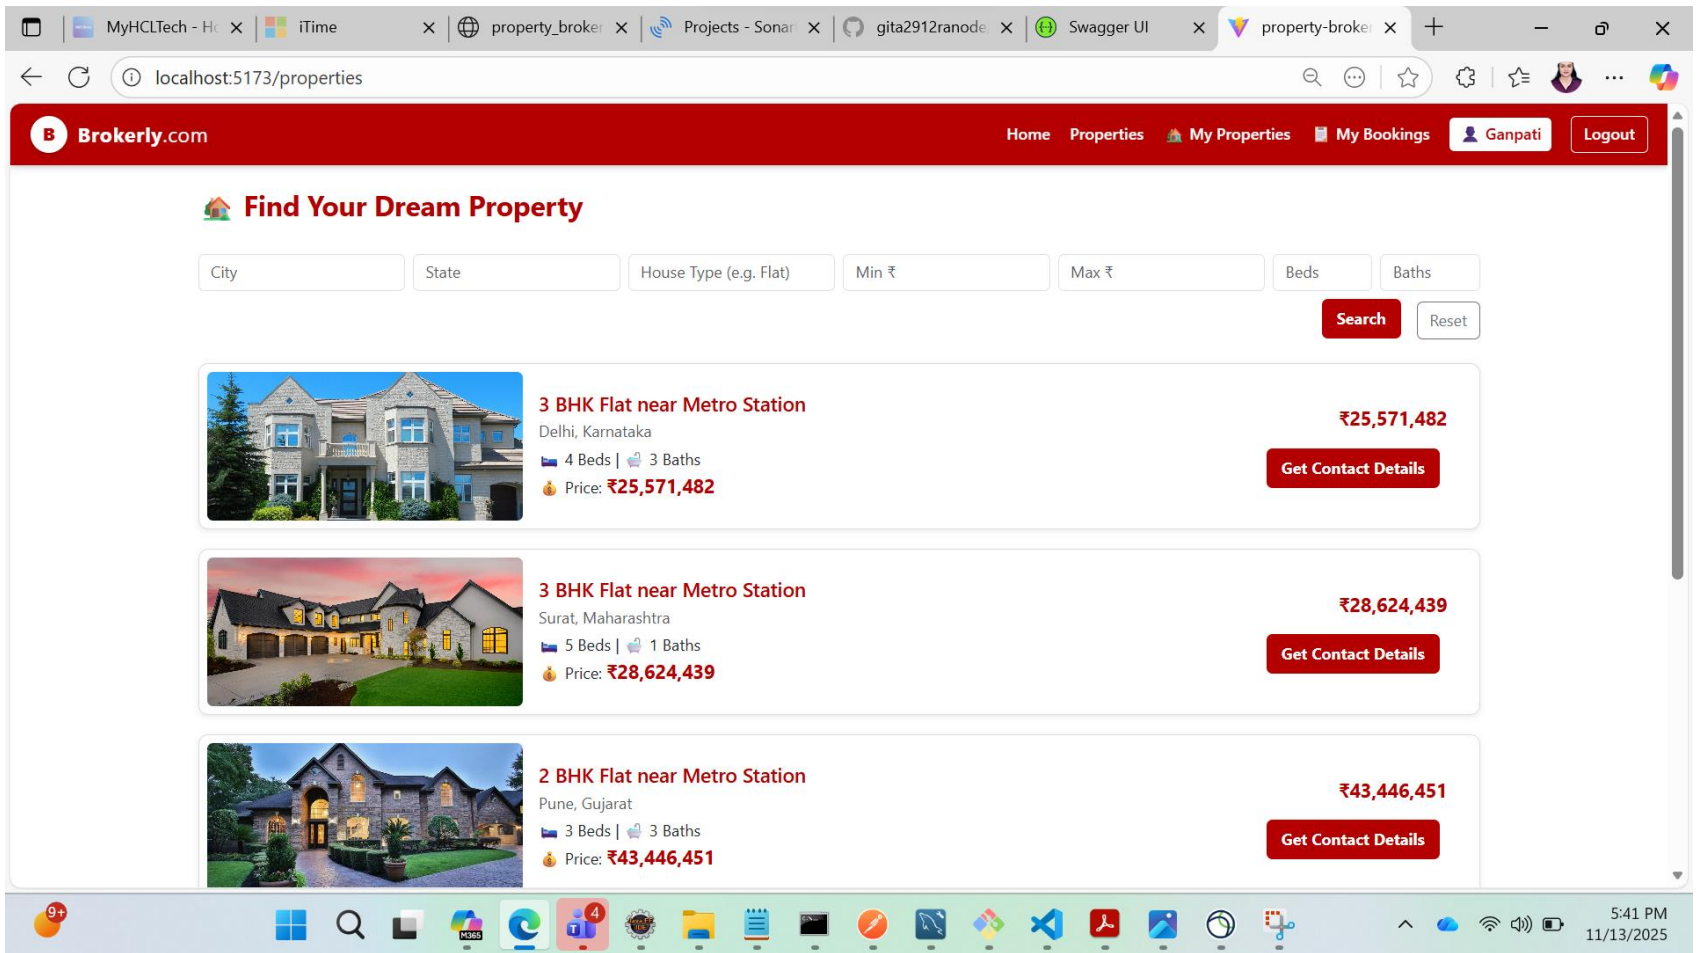 MyHCLTech - Ho
iTime
property_broker
Projects - Sonar
gita2912ranode
Swagger UI
property-broker
localhost:5173/properties
B Brokerly.com
Home Properties My Properties My Bookings Ganpati Logout
Find Your Dream Property
City State House Type (e.g. Flat) Min ₹ Max ₹ Beds Baths
Search Reset
3 BHK Flat near Metro Station
Delhi, Karnataka
4 Beds | 3 Baths
Price: ₹25,571,482
₹25,571,482
Get Contact Details
3 BHK Flat near Metro Station
Surat, Maharashtra
5 Beds | 1 Baths
Price: ₹28,624,439
₹28,624,439
Get Contact Details
2 BHK Flat near Metro Station
Pune, Gujarat
3 Beds | 3 Baths
Price: ₹43,446,451
₹43,446,451
Get Contact Details
9+
M365
4
5:41 PM
11/13/2025